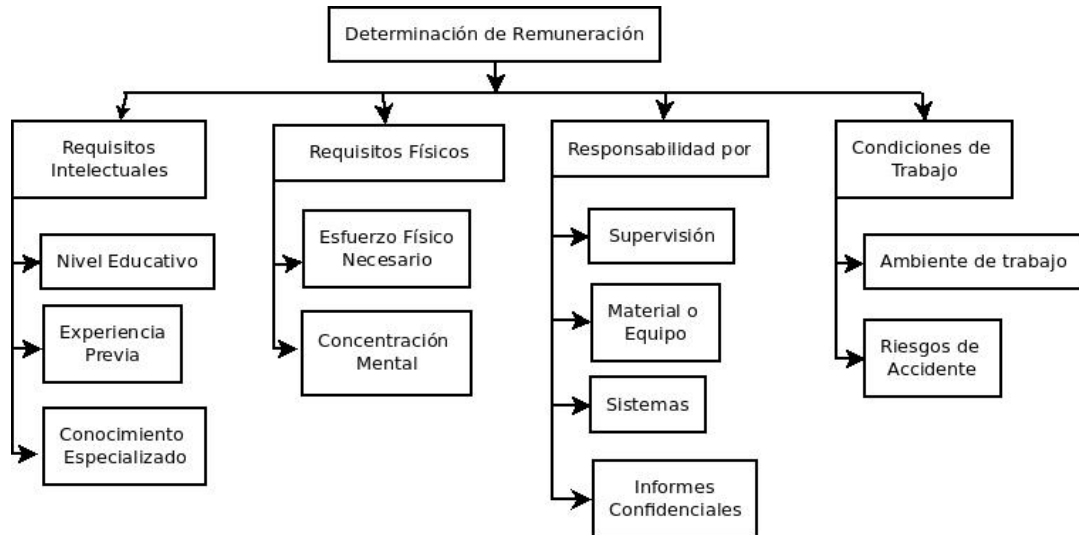 Determinación de Remuneración
Requisitos
Intelectuales
Nivel Educativo
Experiencia
Previa
Conocimiento
Especializado
Requisitos Físicos
Esfuerzo Físico
Necesario
Concentración
Mental
Responsabilidad por
Supervisión
Material o
Equipo
Sistemas
Informes
Confidenciales
Condiciones de
Trabajo
Ambiente de trabajo
Riesgos de
Accidente